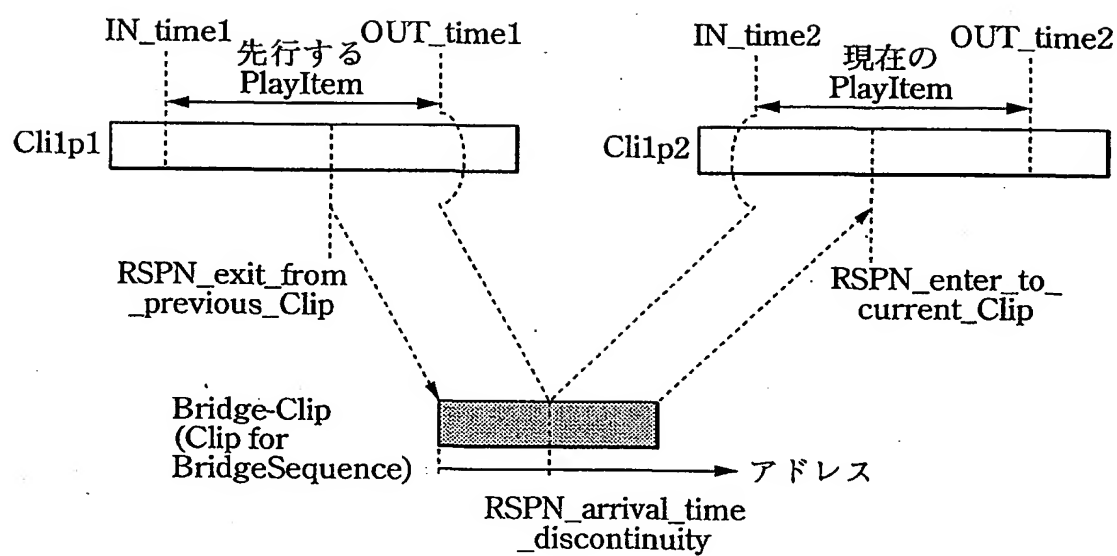 IN_time1
先行する
PlayItem
OUT_time1
IN_time2
現在の
PlayItem
OUT_time2
Cli1p1
Cli1p2
RSPN_exit_from
_previous_Clip
RSPN_enter_to_
current_Clip
Bridge-Clip
(Clip for
BridgeSequence)
アドレス
RSPN_arrival_time
_discontinuity